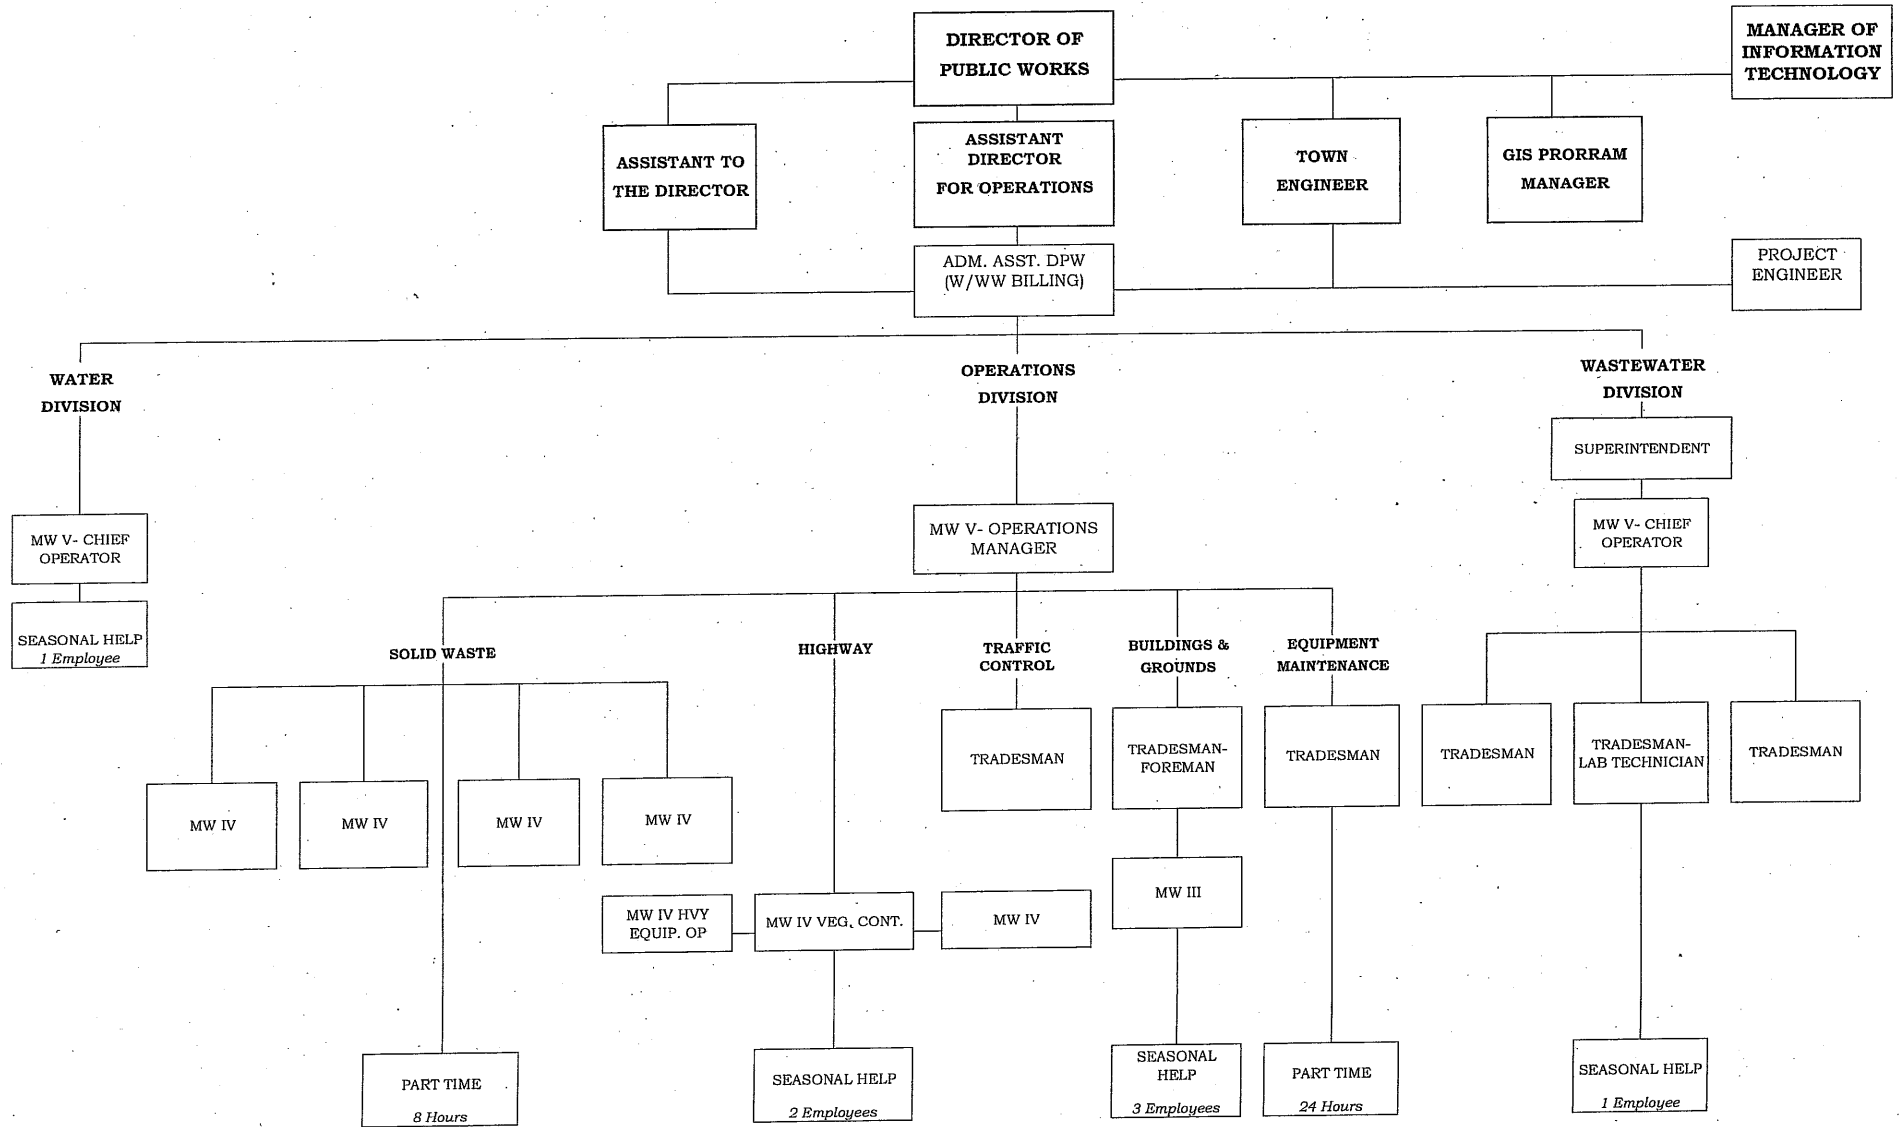 DIRECTOR OF
PUBLIC WORKS
MANAGER OF
INFORMATION
TECHNOLOGY
ASSISTANT TO
THE DIRECTOR
ASSISTANT
DIRECTOR
FOR OPERATIONS
TOWN
ENGINEER
GIS PRORRAM
MANAGER
ADM. ASST. DPW
(W/WW BILLING)
PROJECT
ENGINEER
WATER
DIVISION
OPERATIONS
DIVISION
WASTEWATER
DIVISION
SUPERINTENDENT
MW V- CHIEF
OPERATOR
MW V- OPERATIONS
MANAGER
MW V- CHIEF
OPERATOR
SEASONAL HELP
1 Employee
SOLID WASTE
HIGHWAY
TRAFFIC
CONTROL
BUILDINGS &
GROUNDS
EQUIPMENT
MAINTENANCE
TRADESMAN
TRADESMAN-
FOREMAN
TRADESMAN
TRADESMAN
TRADESMAN-
LAB TECHNICIAN
TRADESMAN
MW IV
MW IV
MW IV
MW IV
MW IV HVY
EQUIP. OP
MW IV VEG. CONT.
MW IV
MW III
PART TIME
8 Hours
SEASONAL HELP
2 Employees
SEASONAL
HELP
3 Employees
PART TIME
24 Hours
SEASONAL HELP
1 Employee